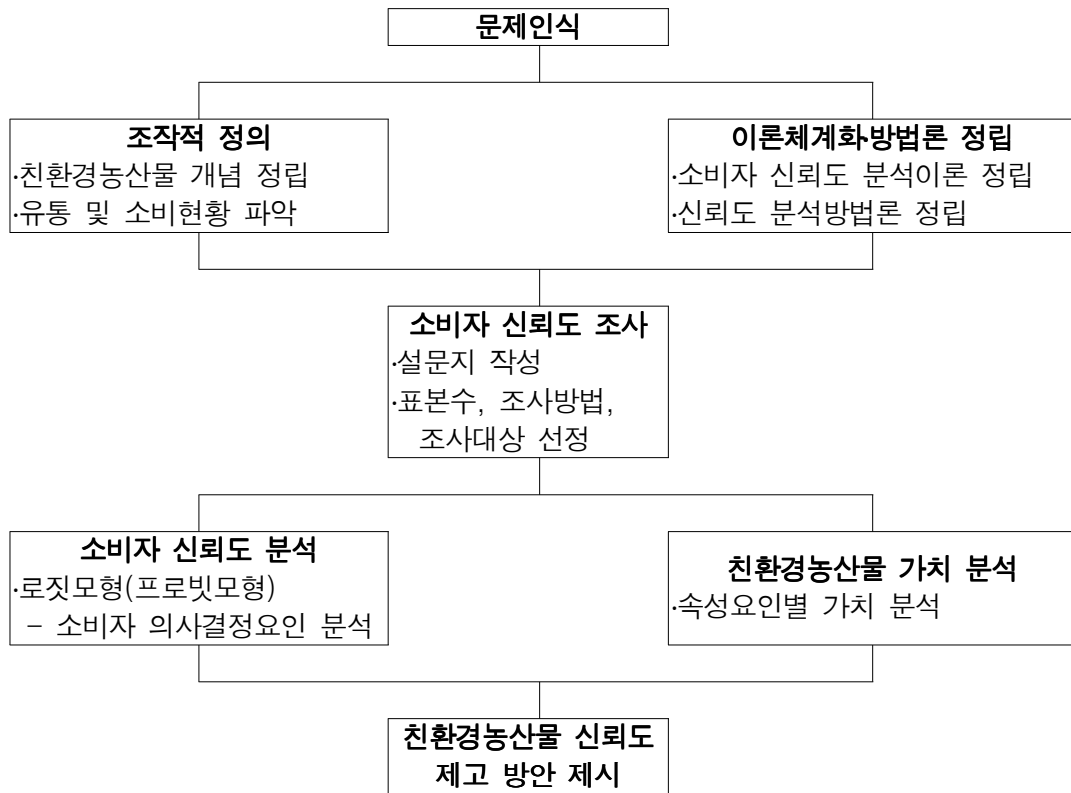 문제인식
조작적 정의
·친환경농산물 개념 정립
·유통 및 소비현황 파악
이론체계화·방법론 정립
·소비자 신뢰도 분석이론 정립
·신뢰도 분석방법론 정립
소비자 신뢰도 조사
·설문지 작성
·표본수, 조사방법,
조사대상 선정
소비자 신뢰도 분석
·로짓모형(프로빗모형)
- 소비자 의사결정요인 분석
친환경농산물 가치 분석
·속성요인별 가치 분석
친환경농산물 신뢰도
제고 방안 제시